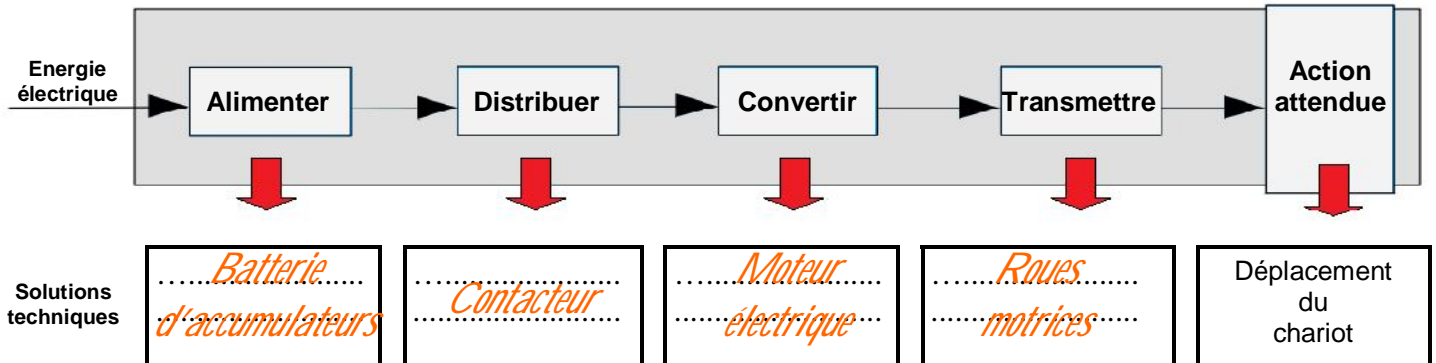 Energie
électrique
Alimenter
Distribuer
Convertir
Transmettre
Action
attendue
Solutions
techniques
Batterie
d'accumulateurs
Contacteur
Moteur
électrique
Roues
motrices
Déplacement
du
chariot